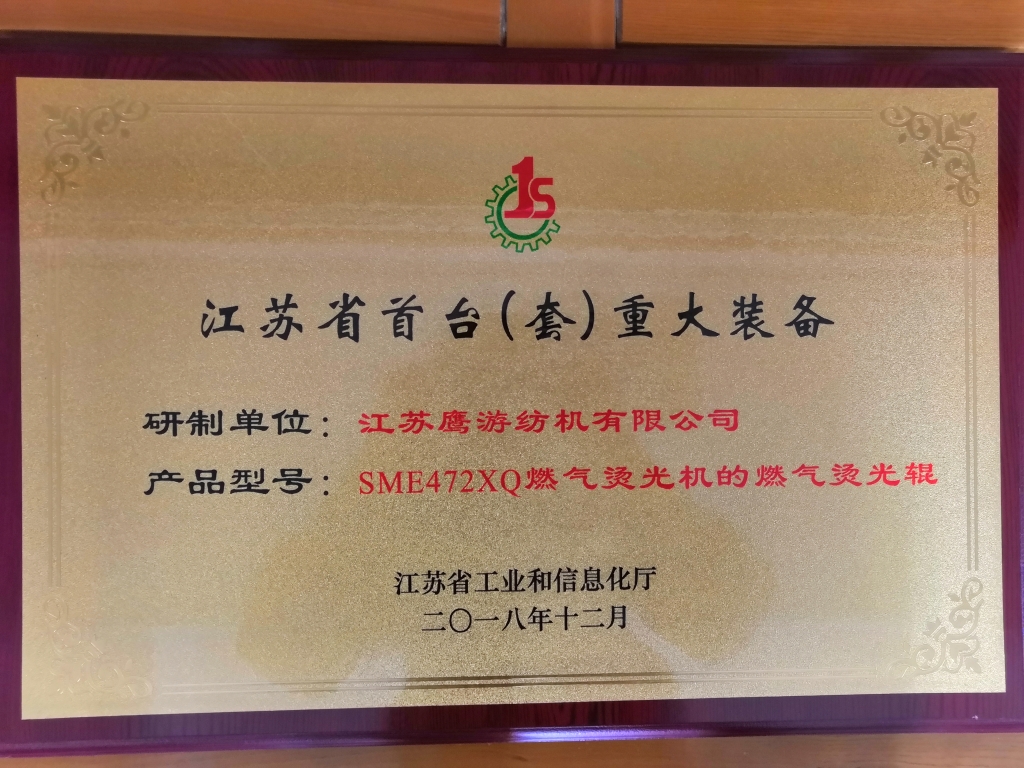 1S
江苏省首台(套)重大装备
研制单位：江苏鹰游纺机有限公司
产品型号：SME472XQ燃气烫光机的燃气烫光辊
江苏省工业和信息化厅
二〇一八年十二月